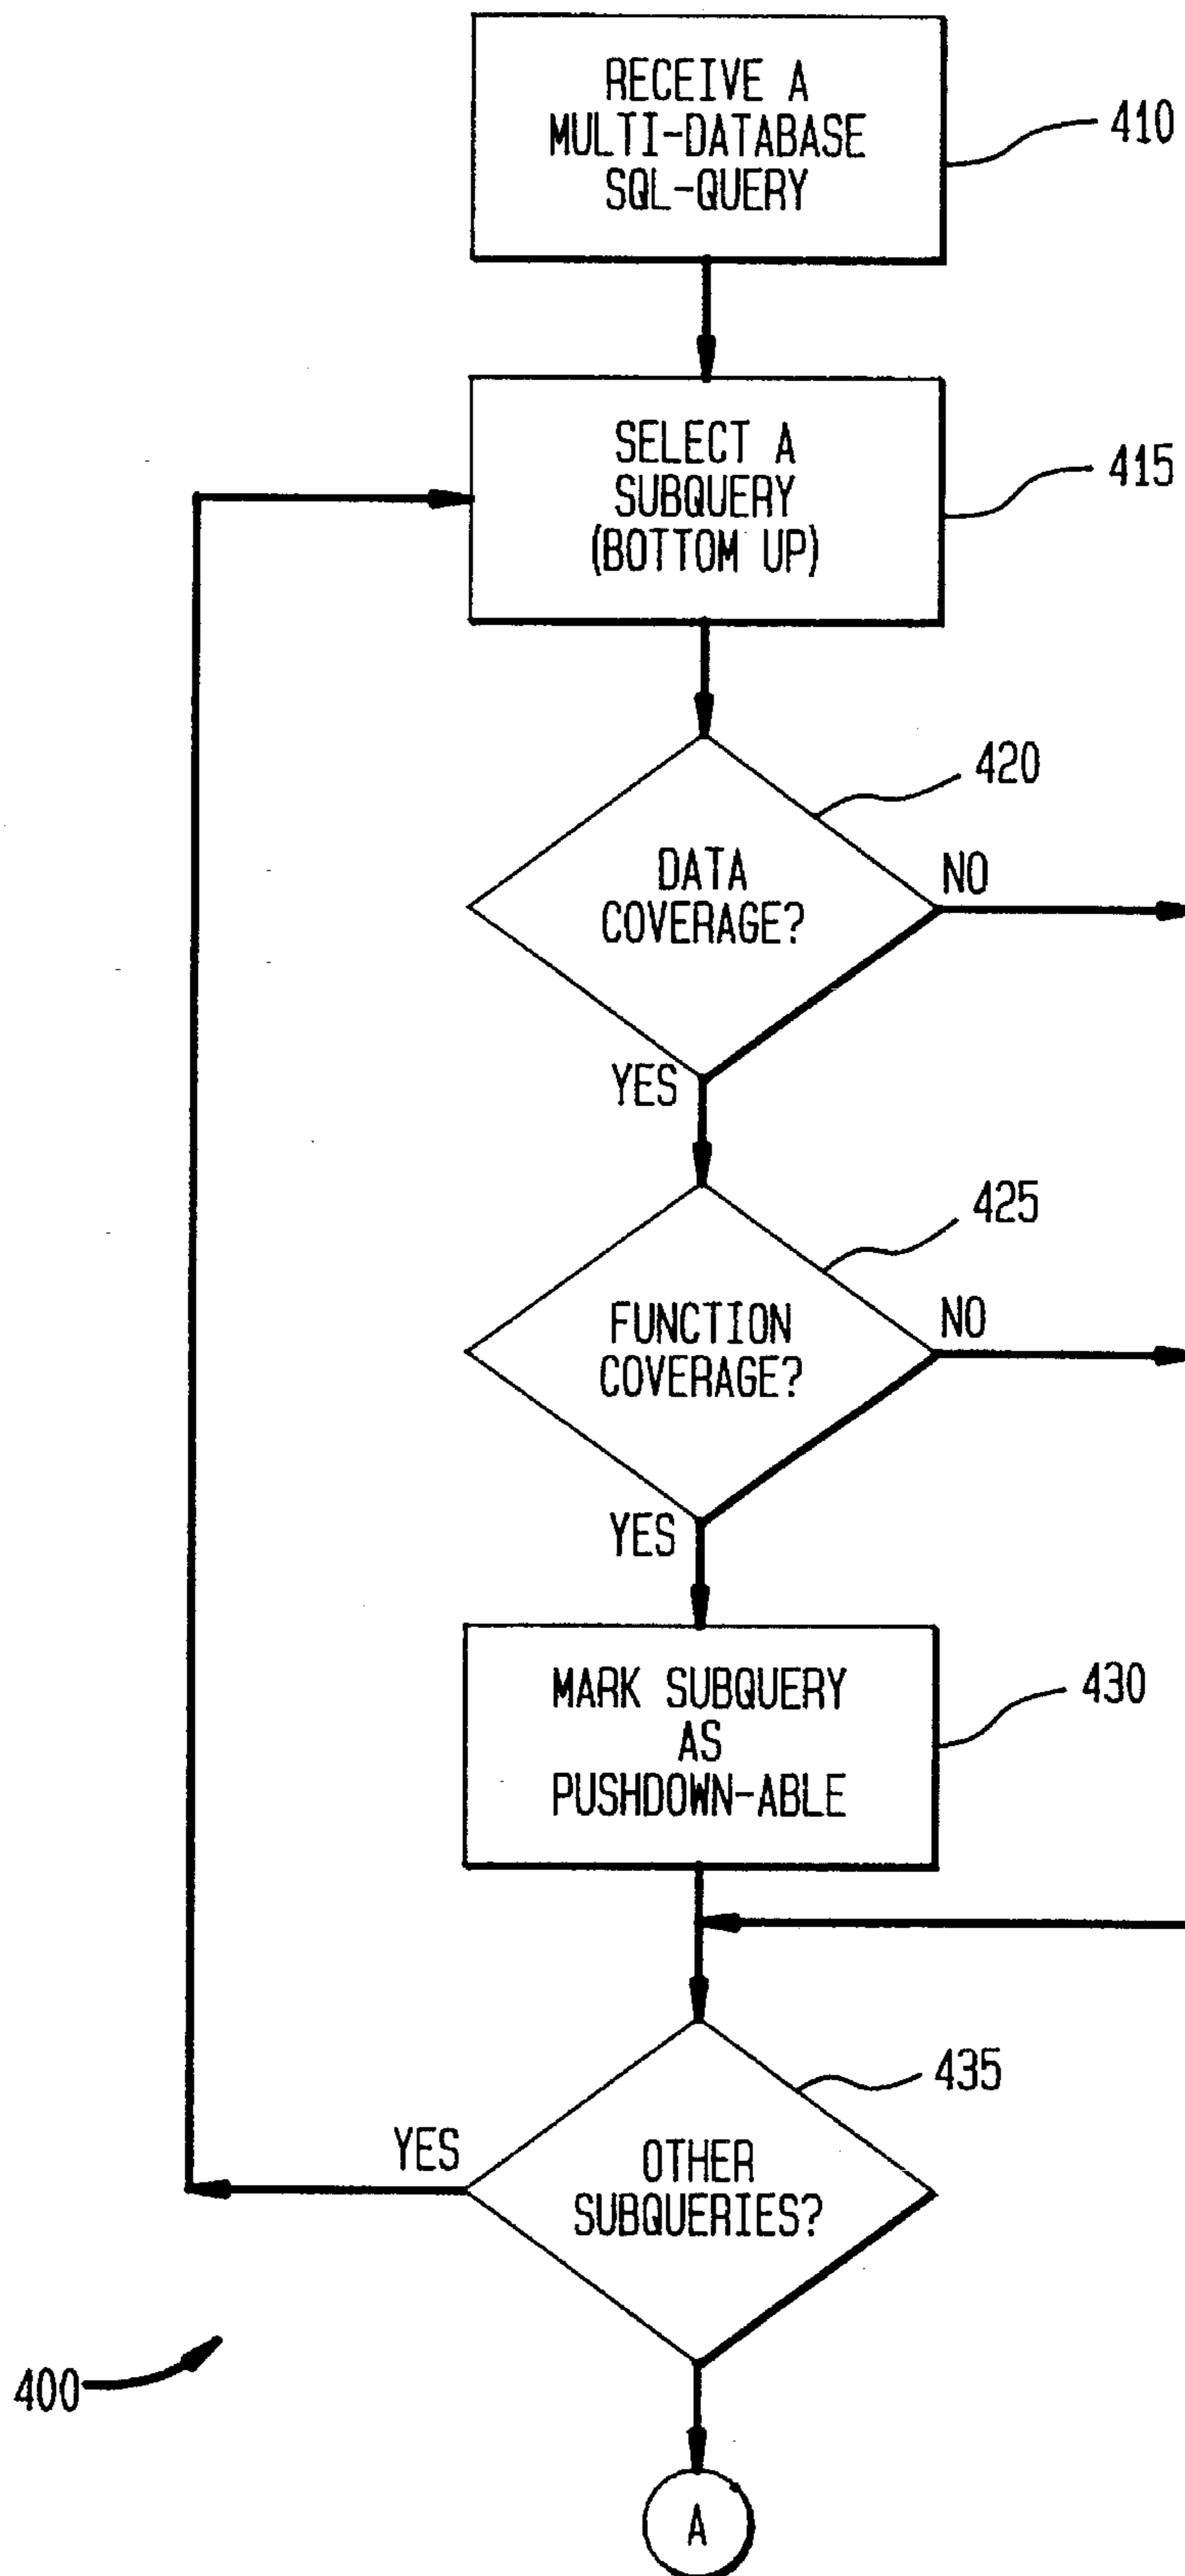 RECEIVE A
MULTI-DATABASE
SQL-QUERY
410
SELECT A
SUBQUERY
(BOTTOM UP)
415
420
DATA
COVERAGE?
NO
YES
425
FUNCTION
COVERAGE?
NO
YES
MARK SUBQUERY
AS
PUSHDOWN-ABLE
430
435
YES
OTHER
SUBQUERIES?
400
A